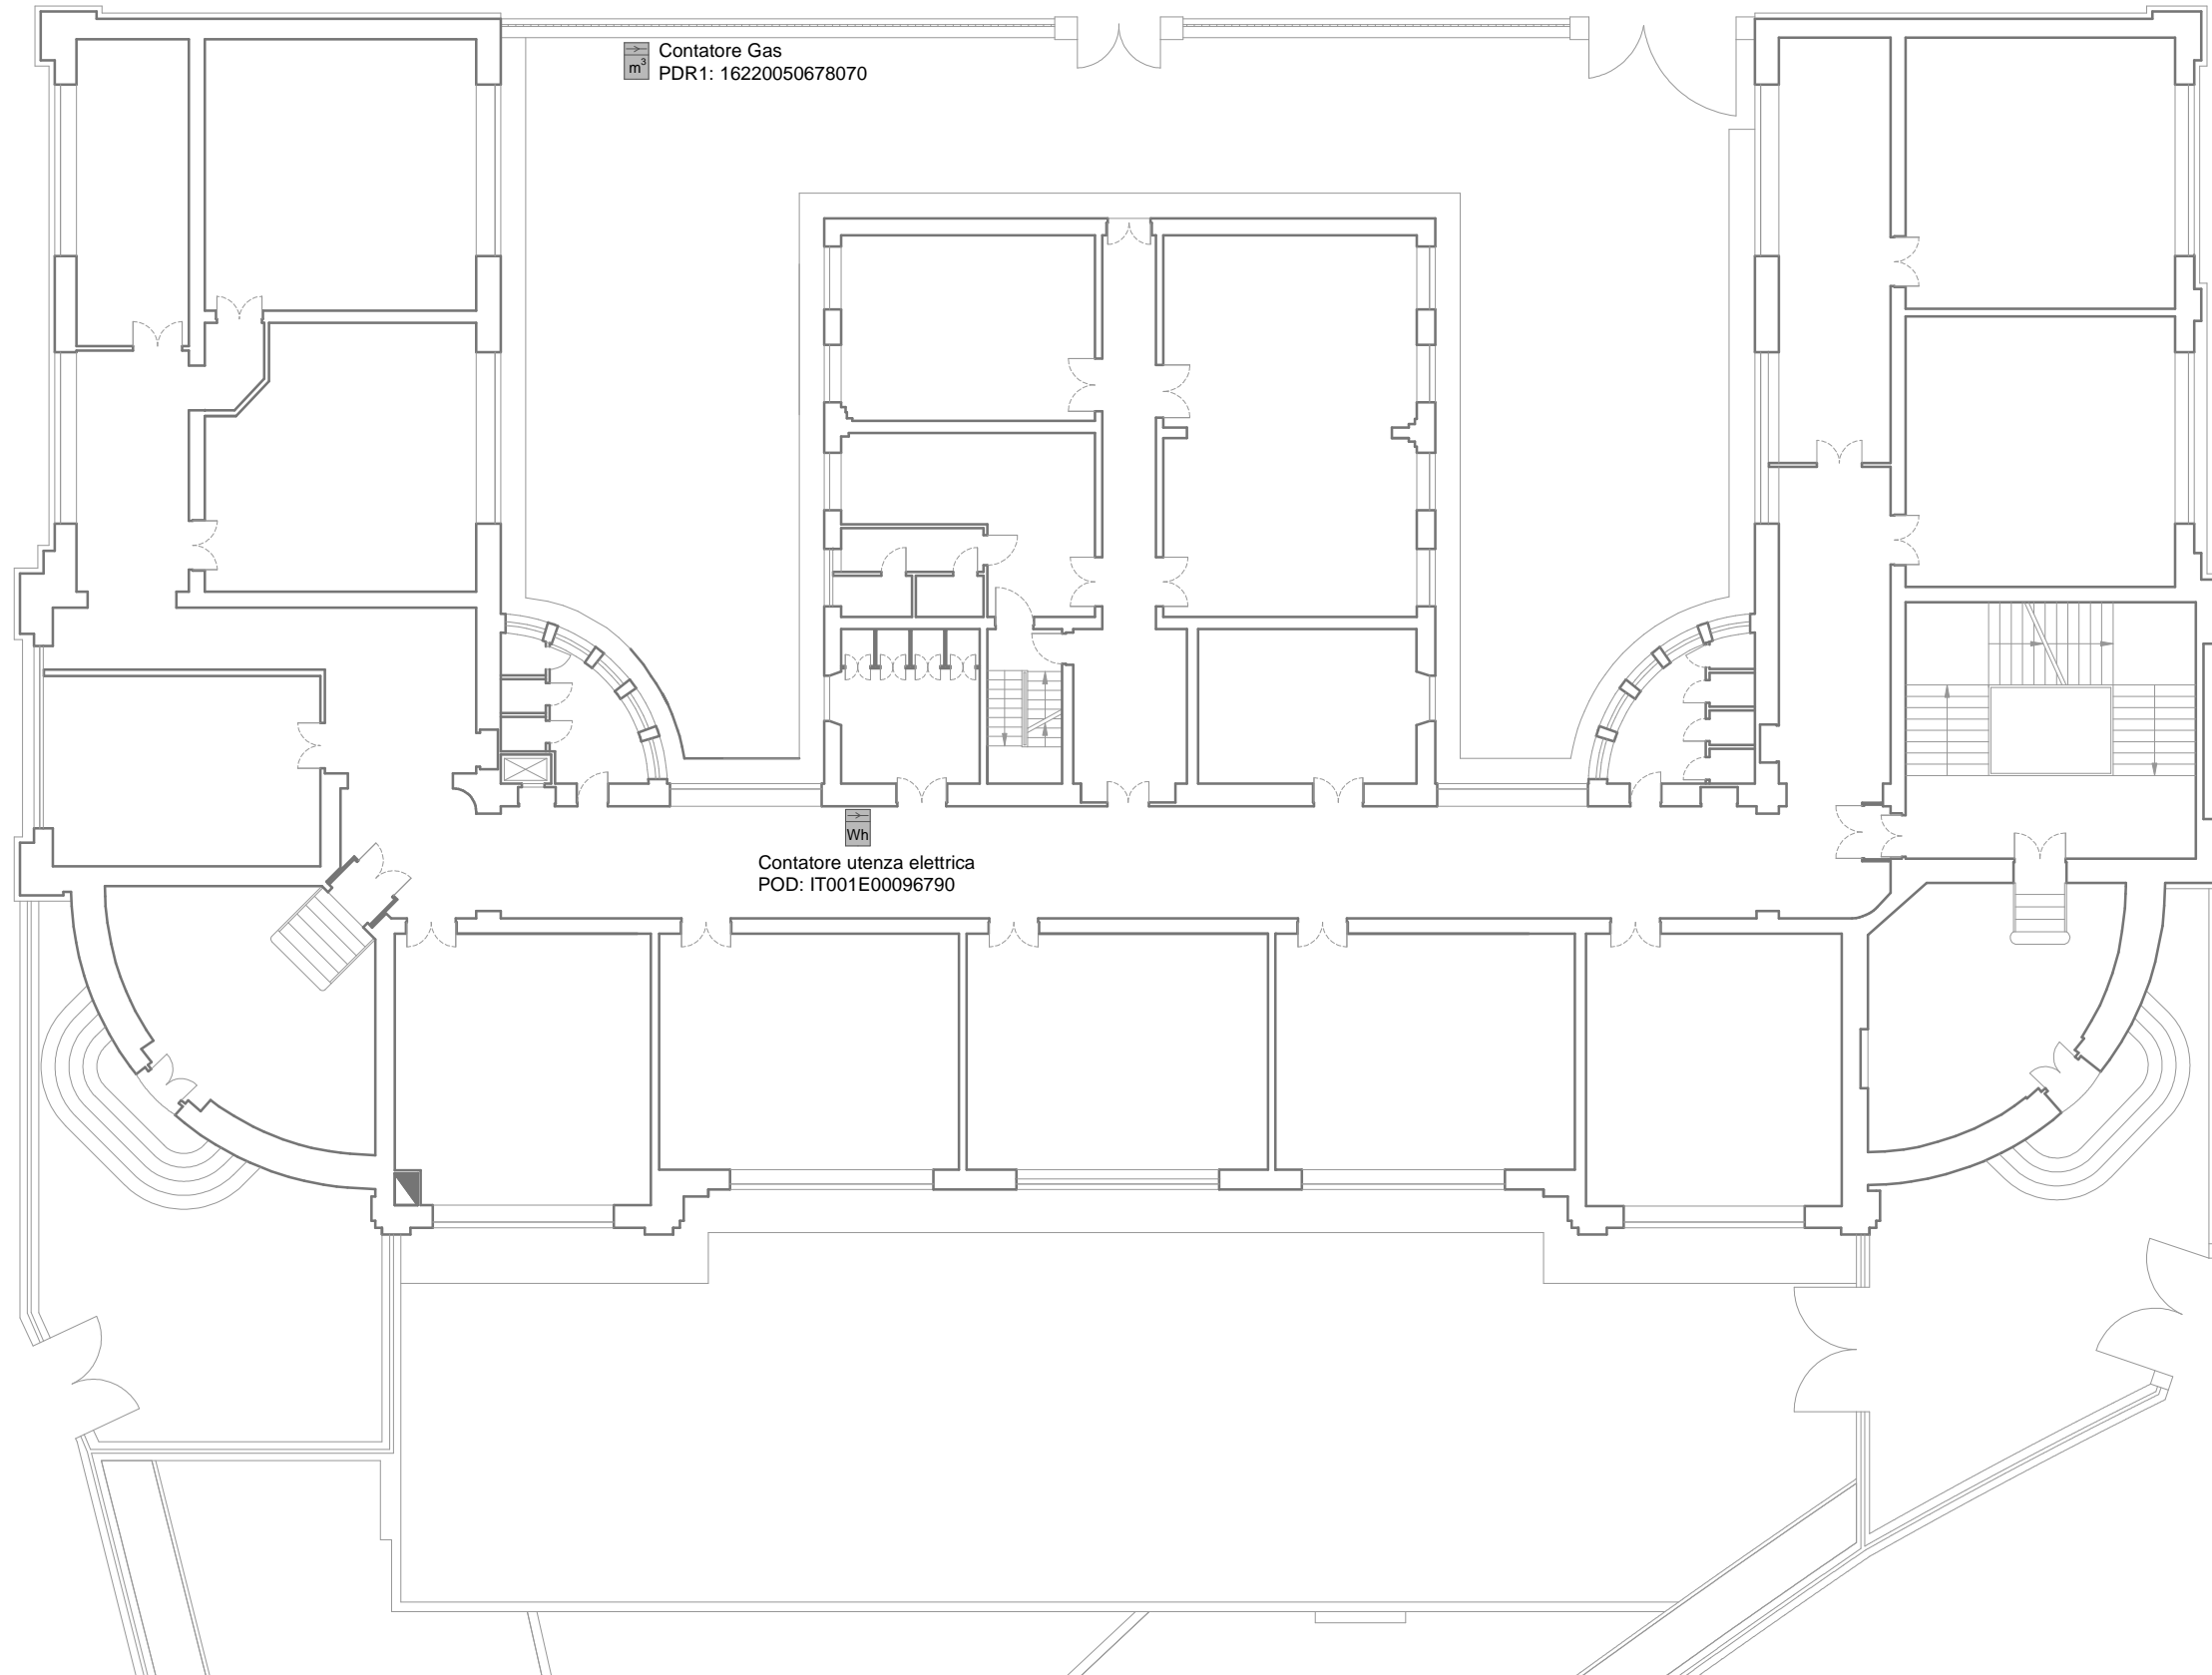 Contatore Gas
m³
PDR1: 16220050678070
Wh
Contatore utenza elettrica
POD: IT001E00096790